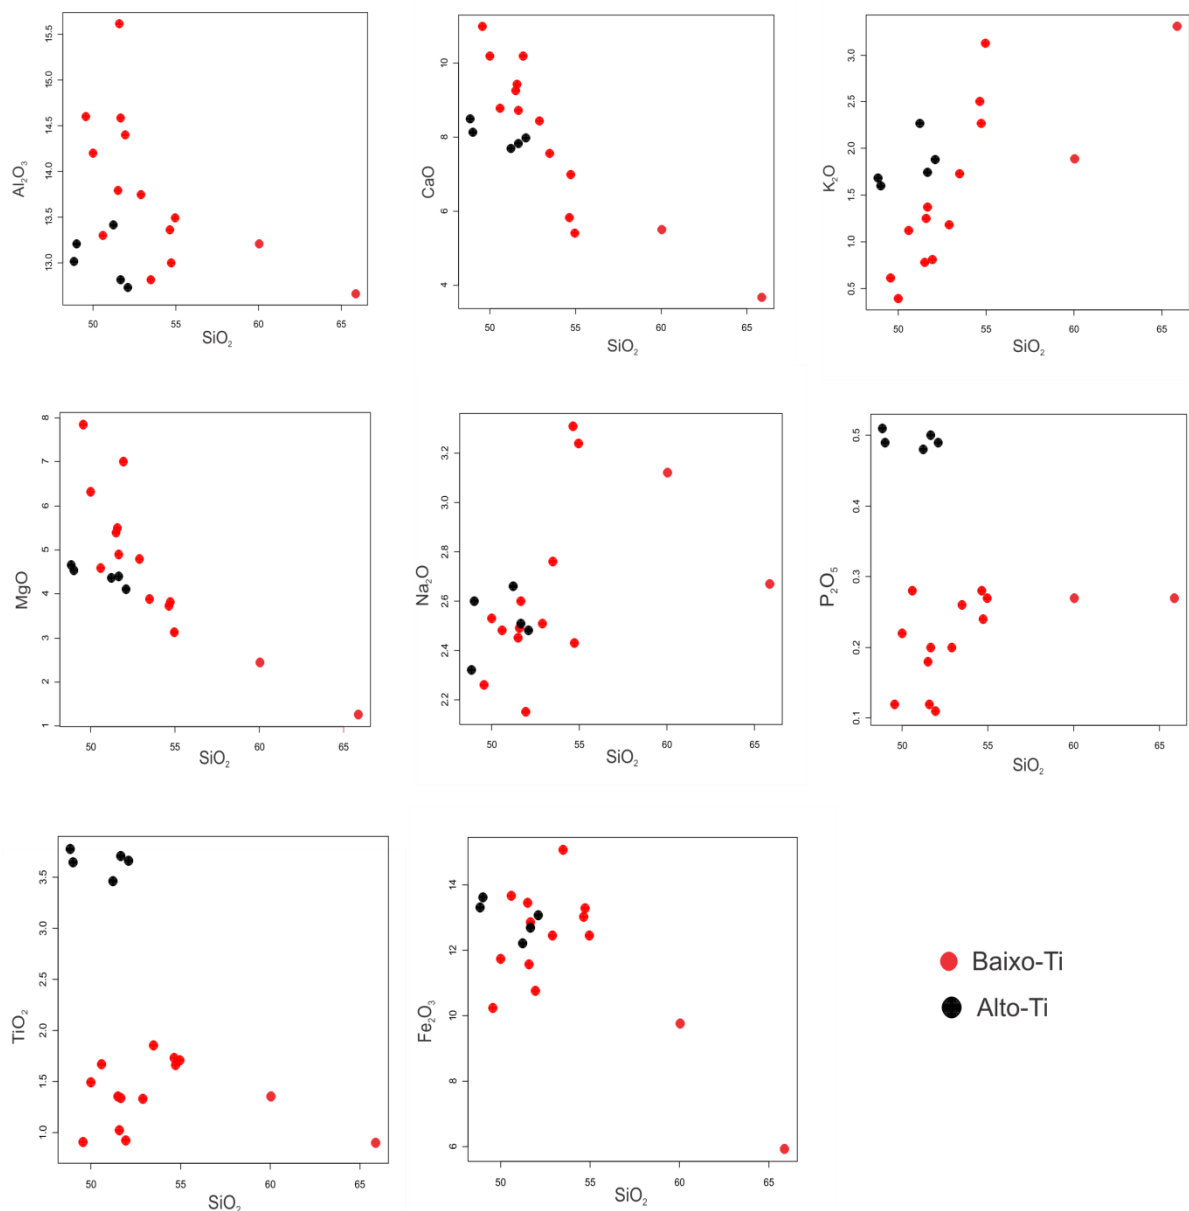 15.5
15.0
14.5
14.0
13.5
13.0
Al₂O₃
50 55 60 65
SiO₂
10
8
6
4
CaO
50 55 60 65
SiO₂
3.0
2.5
2.0
1.5
1.0
0.5
K₂O
50 55 60 65
SiO₂
8
7
6
5
4
3
2
1
MgO
50 55 60 65
SiO₂
3.2
3.0
2.8
2.6
2.4
2.2
Na₂O
50 55 60 65
SiO₂
0.5
0.4
0.3
0.2
0.1
P₂O₅
50 55 60 65
SiO₂
3.5
3.0
2.5
2.0
1.5
1.0
TiO₂
50 55 60 65
SiO₂
14
12
10
8
6
Fe₂O₃
50 55 60 65
SiO₂
Baixo-Ti
Alto-Ti